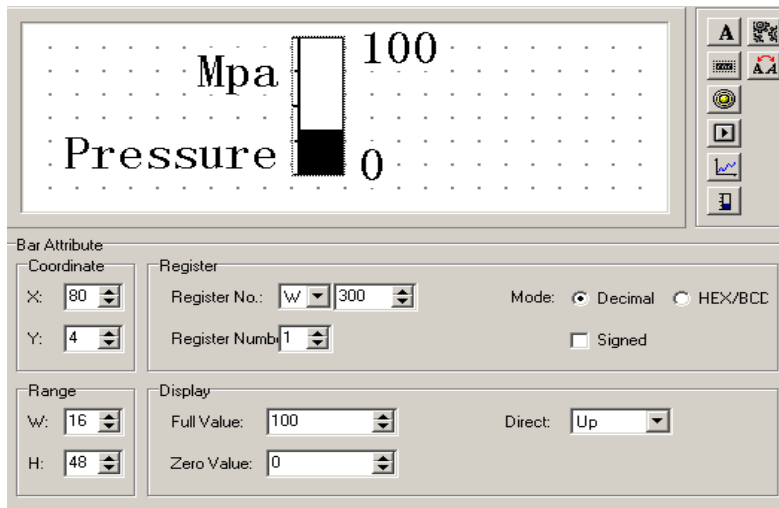 Mpa 100
Pressure 0
A
A A
Bar Attribute
Coordinate Register
X: 80 Register No.: W 300 Mode: Decimal HEX/BCD
Y: 4 Register Numb 1 Signed
Range Display
W: 16 Full Value: 100 Direct: Up
H: 48 Zero Value: 0